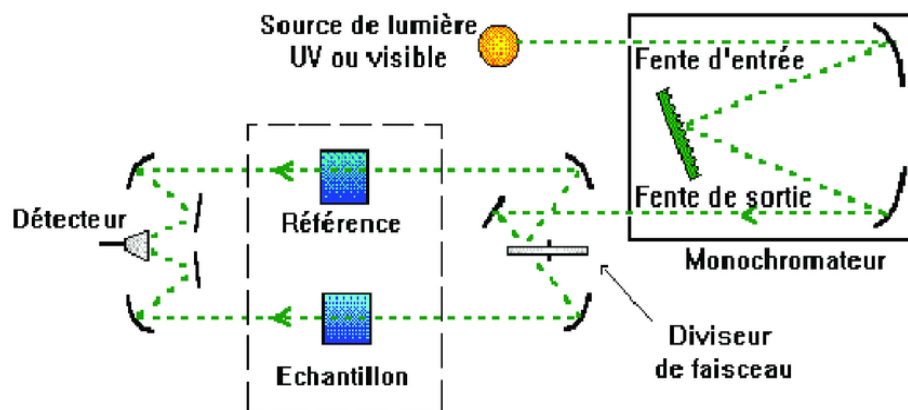 Source de lumière
UV ou visible
Fente d'entrée
Fente de sortie
Monochromateur
Détecteur
Référence
Echantillon
Diviseur
de faisceau